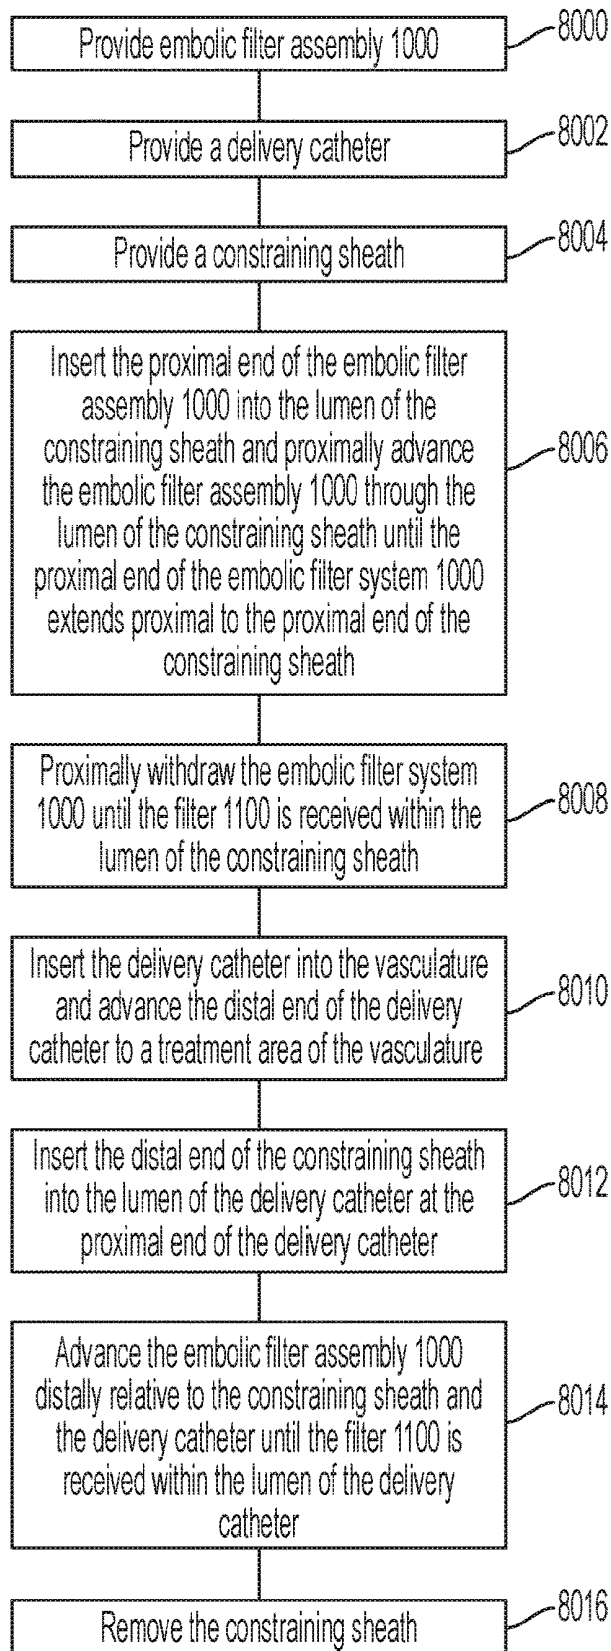 Provide embolic filter assembly 1000
8000
Provide a delivery catheter
8002
Provide a constraining sheath
8004
Insert the proximal end of the embolic filter
assembly 1000 into the lumen of the
constraining sheath and proximally advance
the embolic filter assembly 1000 through the
lumen of the constraining sheath until the
proximal end of the embolic filter system 1000
extends proximal to the proximal end of the
constraining sheath
8006
Proximally withdraw the embolic filter system
1000 until the filter 1100 is received within the
lumen of the constraining sheath
8008
Insert the delivery catheter into the vasculature
and advance the distal end of the delivery
catheter to a treatment area of the vasculature
8010
Insert the distal end of the constraining sheath
into the lumen of the delivery catheter at the
proximal end of the delivery catheter
8012
Advance the embolic filter assembly 1000
distally relative to the constraining sheath and
the delivery catheter until the filter 1100 is
received within the lumen of the delivery
catheter
8014
Remove the constraining sheath
8016